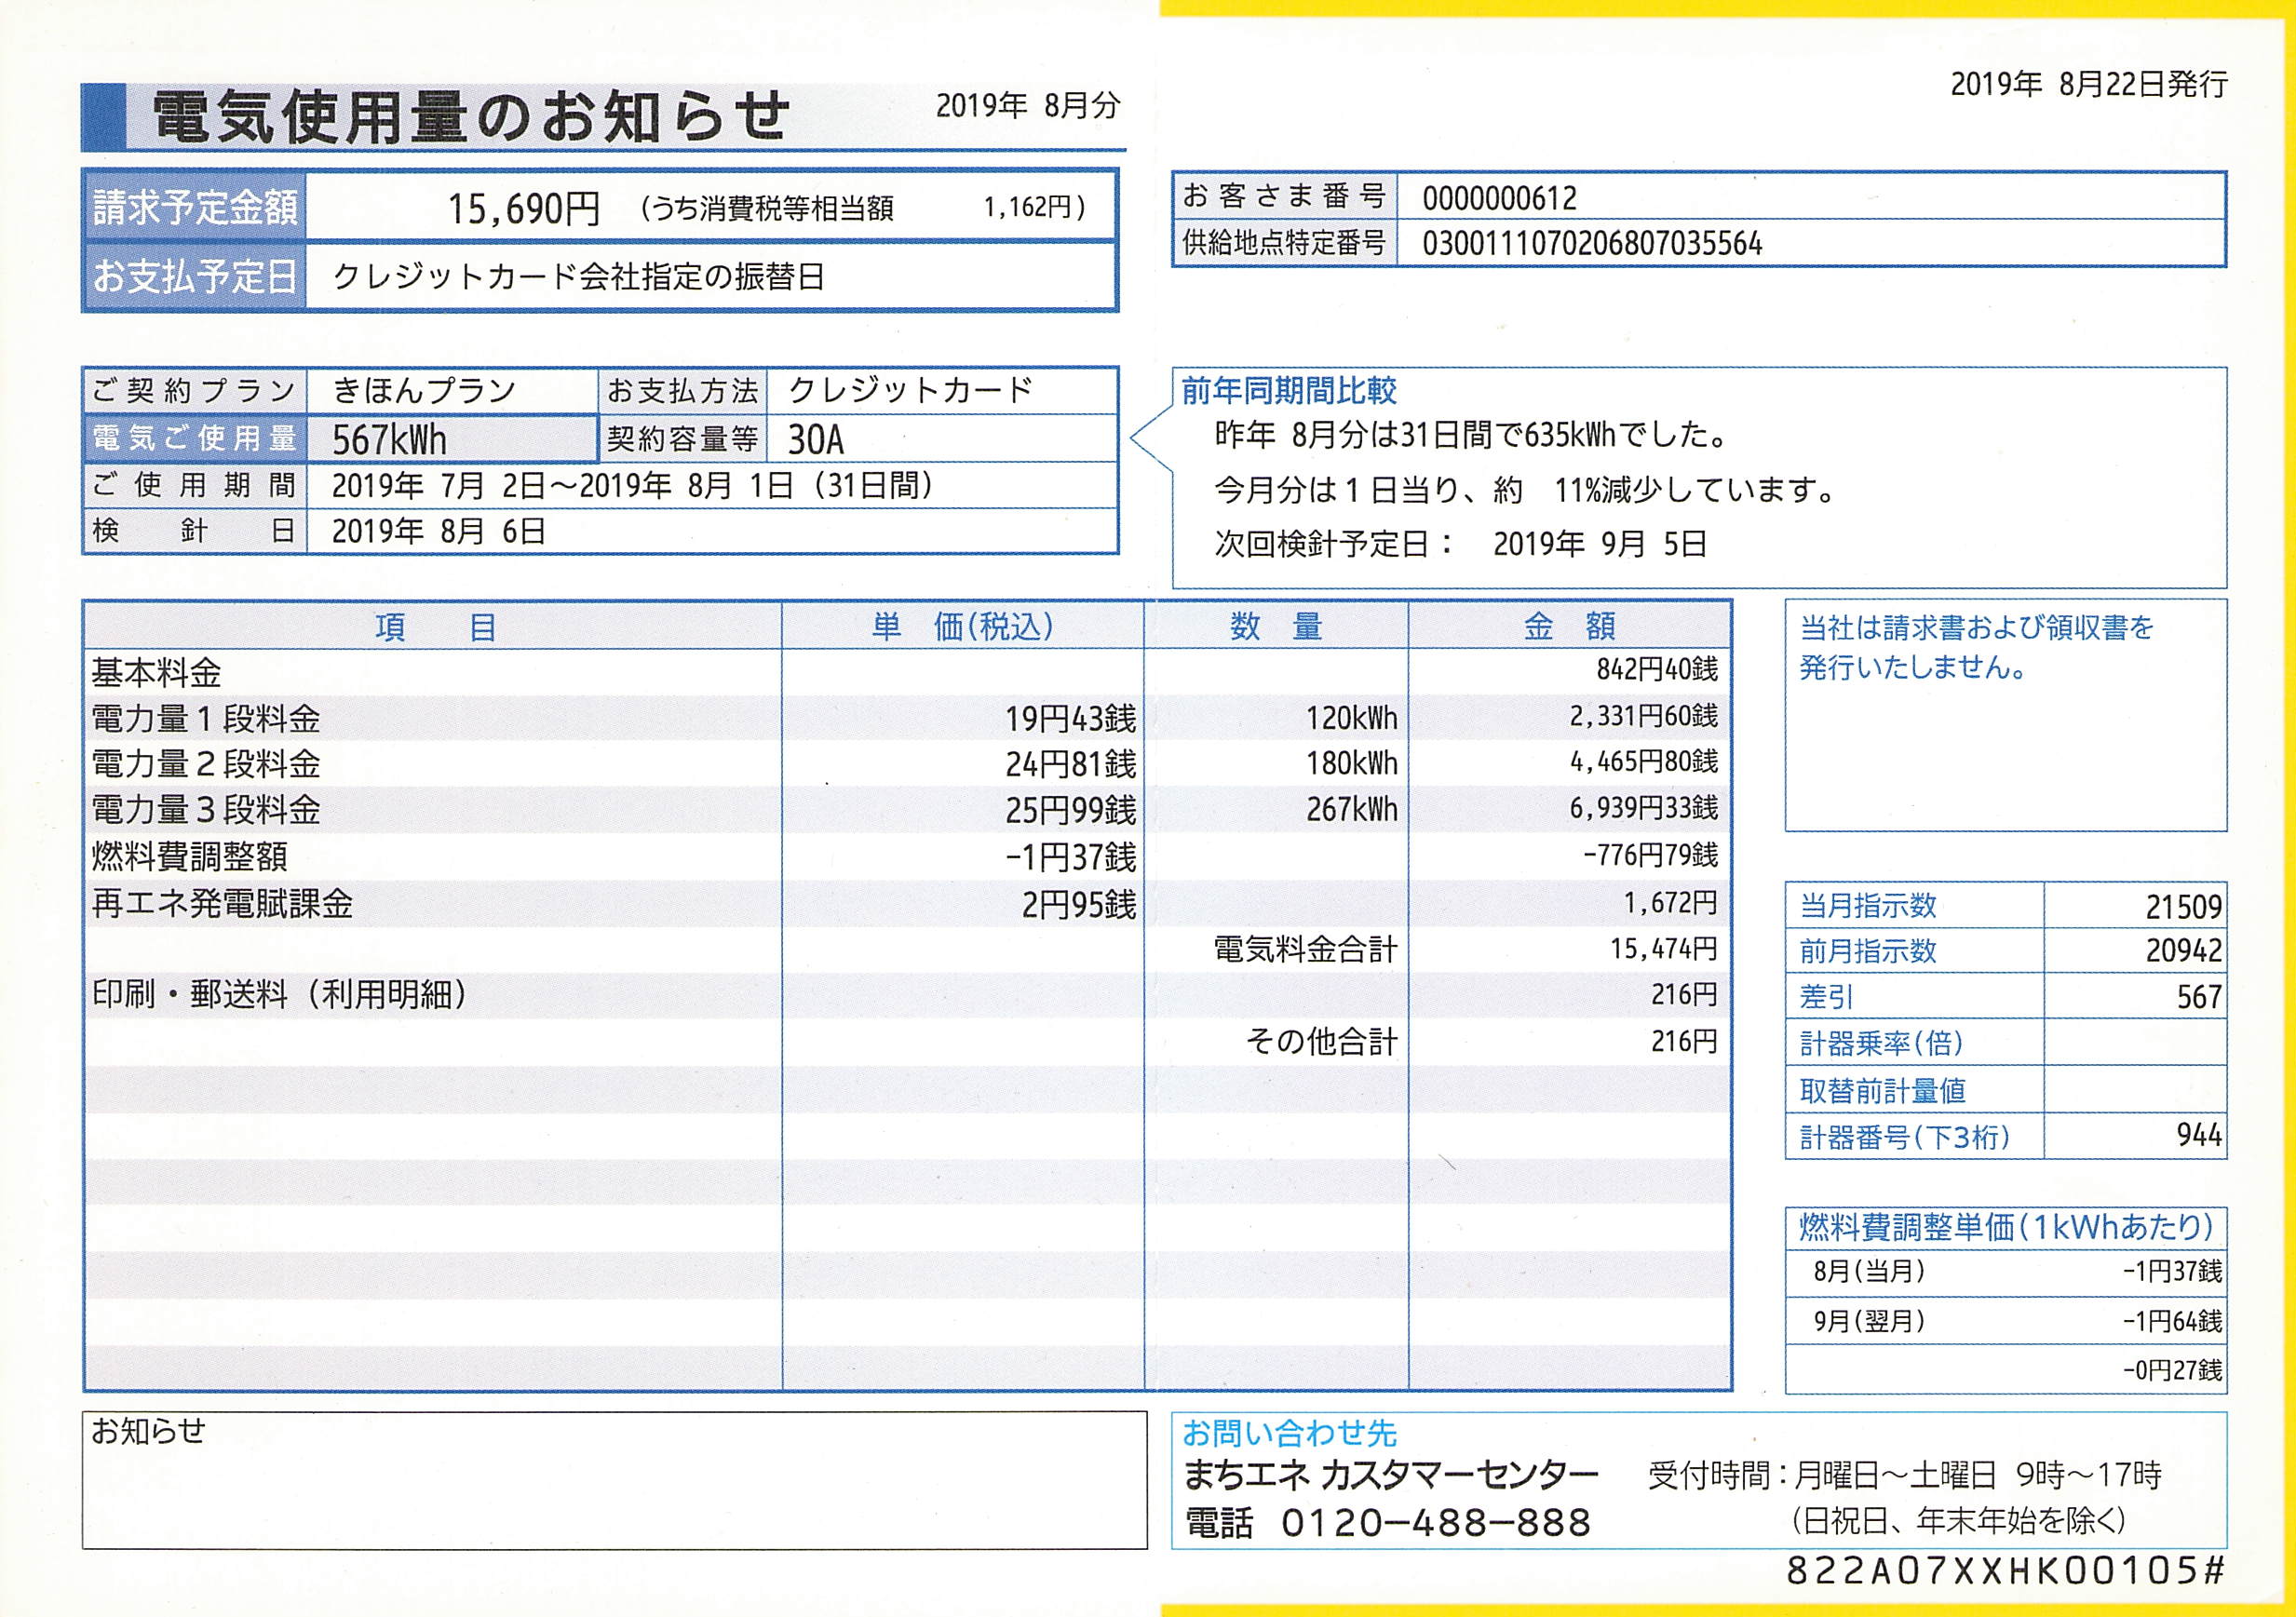 2019年 8月22日発行
電気使用量のお知らせ 2019年 8月分
請求予定金額 15,690円 (うち消費税等相当額 1,162円)
お支払予定日 クレジットカード会社指定の振替日
お客さま番号 0000000612
供給地点特定番号 0300111070206807035564
ご契約プラン きほんプラン お支払方法 クレジットカード
電気ご使用量 567kWh 契約容量等 30A
ご使用期間 2019年 7月 2日～2019年 8月 1日 (31日間)
検針日 2019年 8月 6日
前年同期間比較
昨年 8月分は31日間で635kWhでした。
今月分は1日当り、約 11%減少しています。
次回検針予定日： 2019年 9月 5日
項目 単価(税込) 数量 金額
基本料金 842円40銭
電力量1段料金 19円43銭 120kWh 2,331円60銭
電力量2段料金 24円81銭 180kWh 4,465円80銭
電力量3段料金 25円99銭 267kWh 6,939円33銭
燃料費調整額 -1円37銭 -776円79銭
再エネ発電賦課金 2円95銭 1,672円
電気料金合計 15,474円
印刷・郵送料（利用明細） 216円
その他合計 216円
当社は請求書および領収書を
発行いたしません。
当月指示数 21509
前月指示数 20942
差引 567
計器乗率(倍)
取替前計量値
計器番号(下3桁) 944
燃料費調整単価(1kWhあたり)
8月(当月) -1円37銭
9月(翌月) -1円64銭
-0円27銭
お知らせ
お問い合わせ先
まちエネ カスタマーセンター 受付時間：月曜日～土曜日 9時～17時
電話 0120-488-888 (日祝日、年末年始を除く)
822A07XXHK00105#